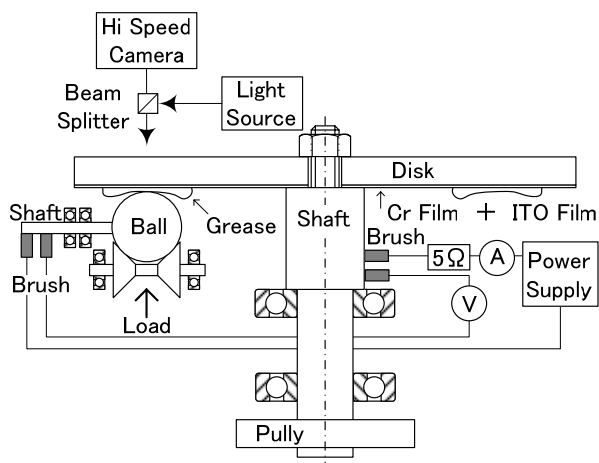 Hi Speed
Camera
Beam
Splitter
Light
Source
Disk
Shaft
Ball
Grease
Shaft
Cr Film + ITO Film
Brush
5Ω
A
Power
Supply
Brush
Load
V
Pully